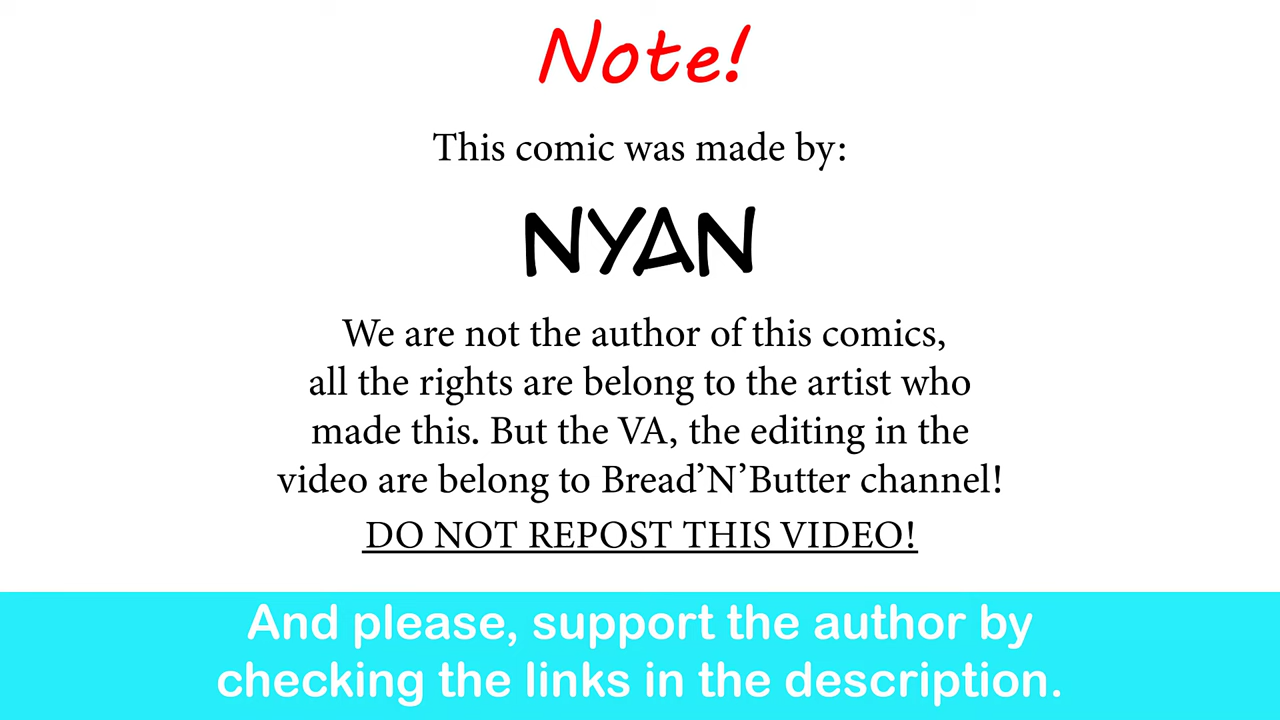 Note!
This comic was made by:
NYAN
We are not the author of this comics,
all the rights are belong to the artist who
made this. But the VA, the editing in the
video are belong to Bread’N’Butter channel!
DO NOT REPOST THIS VIDEO!
And please, support the author by
checking the links in the description.